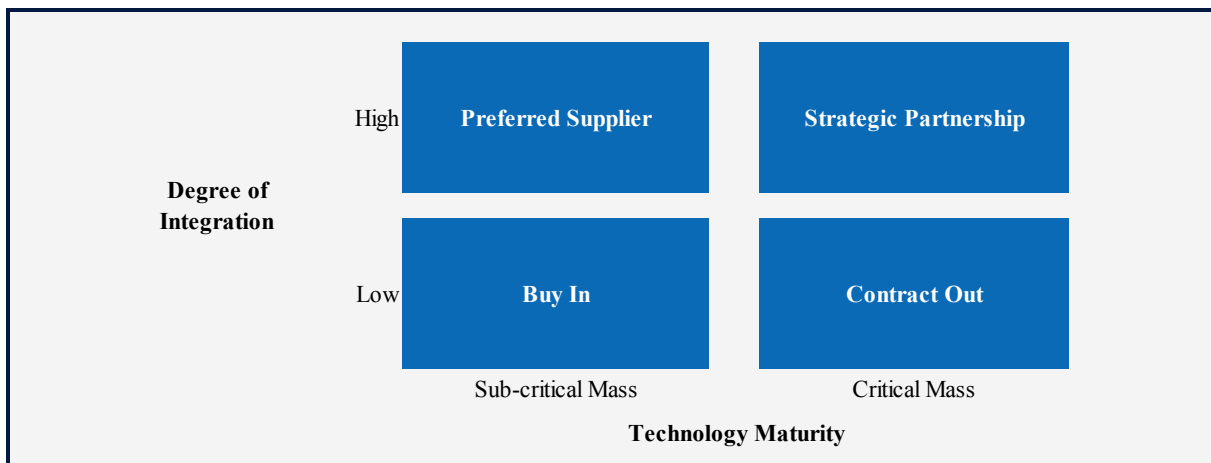 High
Preferred Supplier
Strategic Partnership
Degree of
Integration
Low
Buy In
Contract Out
Sub-critical Mass
Critical Mass
Technology Maturity